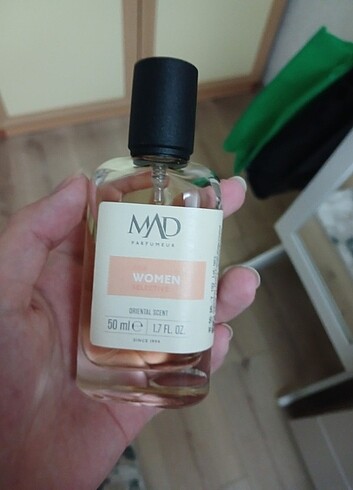 MAD
PARFUMEUR
WOMEN
ORIENTAL SCENT
50 ml ℮ 1.7 FL. OZ.
SINCE 1994